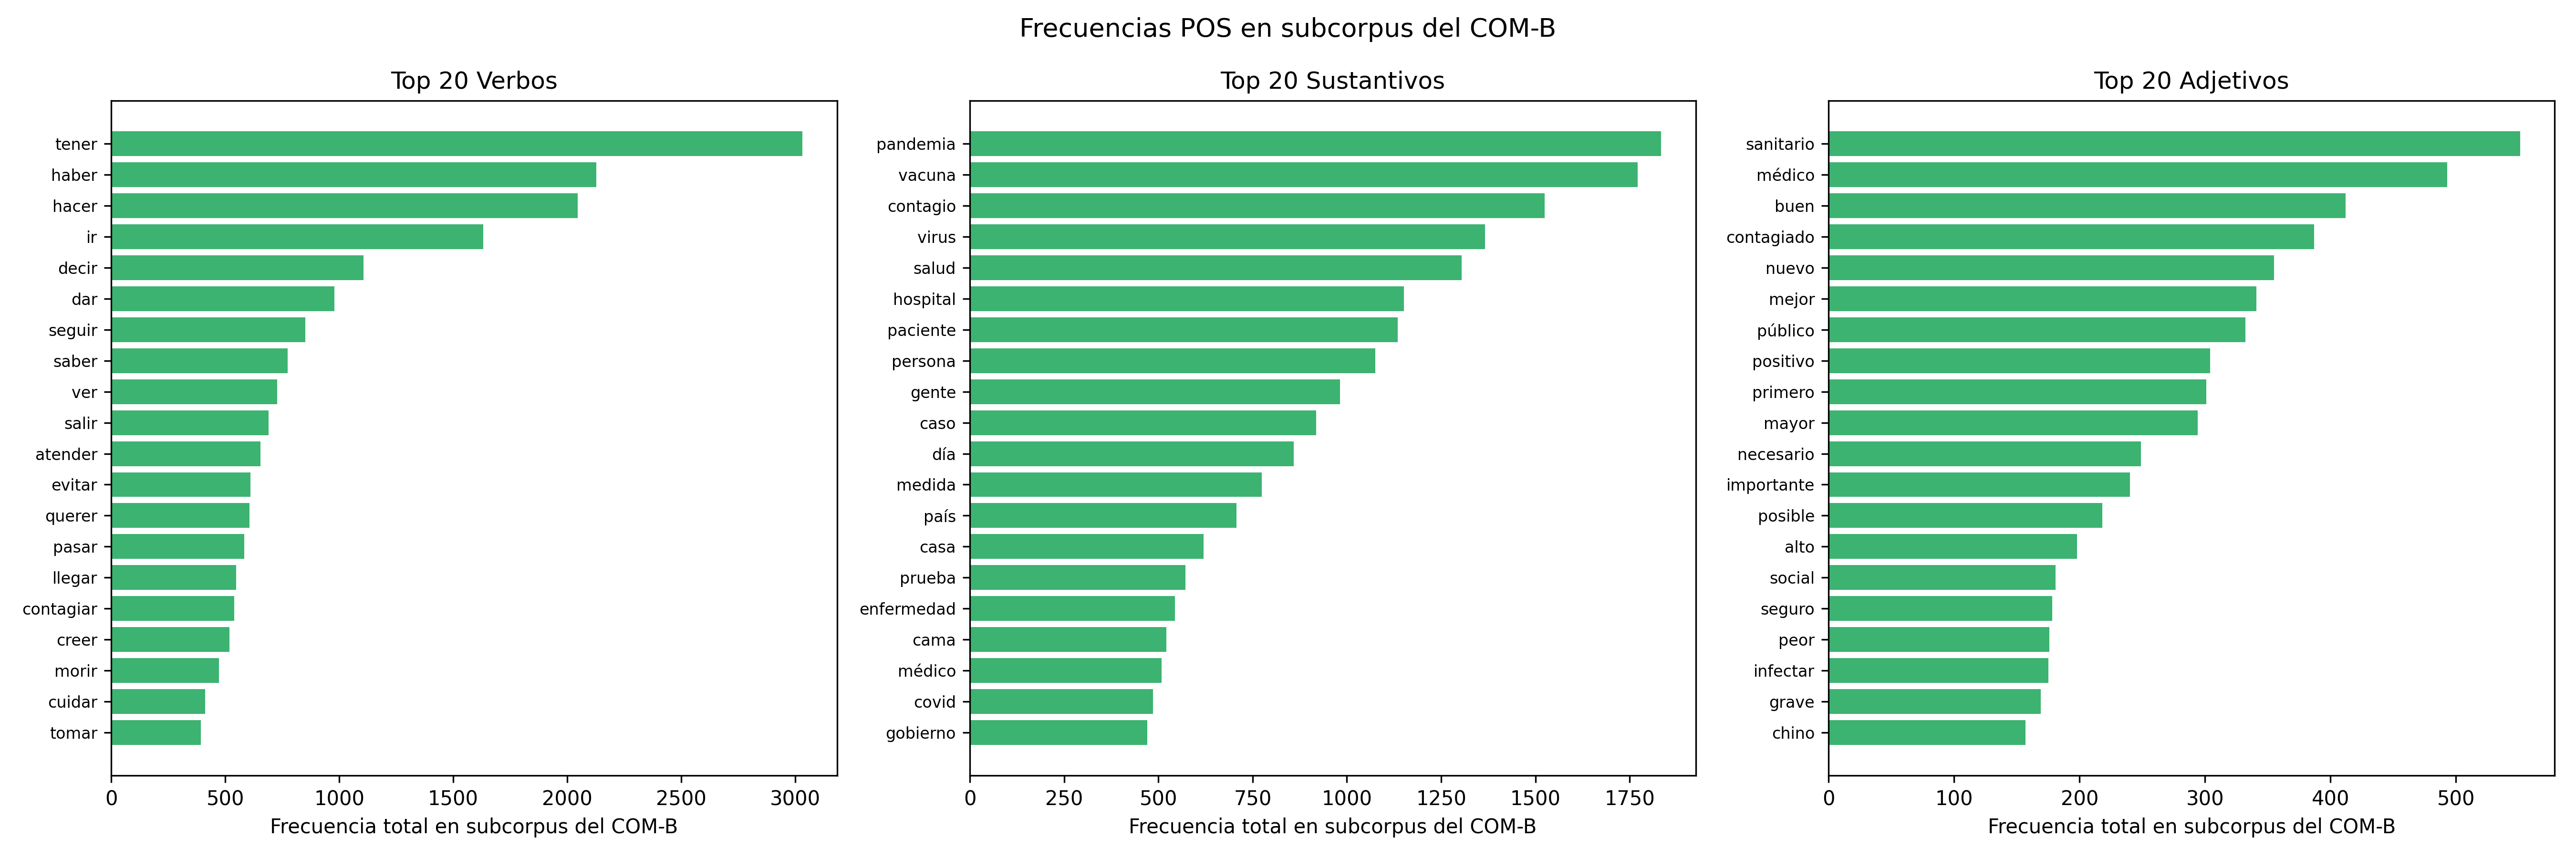 Frecuencias POS en subcorpus del COM-B
Top 20 Verbos
tener
haber
hacer
ir
decir
dar
seguir
saber
ver
salir
atender
evitar
querer
pasar
llegar
contagiar
creer
morir
cuidar
tomar
0 500 1000 1500 2000 2500 3000
Frecuencia total en subcorpus del COM-B
Top 20 Sustantivos
pandemia
vacuna
contagio
virus
salud
hospital
paciente
persona
gente
caso
día
medida
país
casa
prueba
enfermedad
cama
médico
covid
gobierno
0 250 500 750 1000 1250 1500 1750
Frecuencia total en subcorpus del COM-B
Top 20 Adjetivos
sanitario
médico
buen
contagiado
nuevo
mejor
público
positivo
primero
mayor
necesario
importante
posible
alto
social
seguro
peor
infectar
grave
chino
0 100 200 300 400 500
Frecuencia total en subcorpus del COM-B